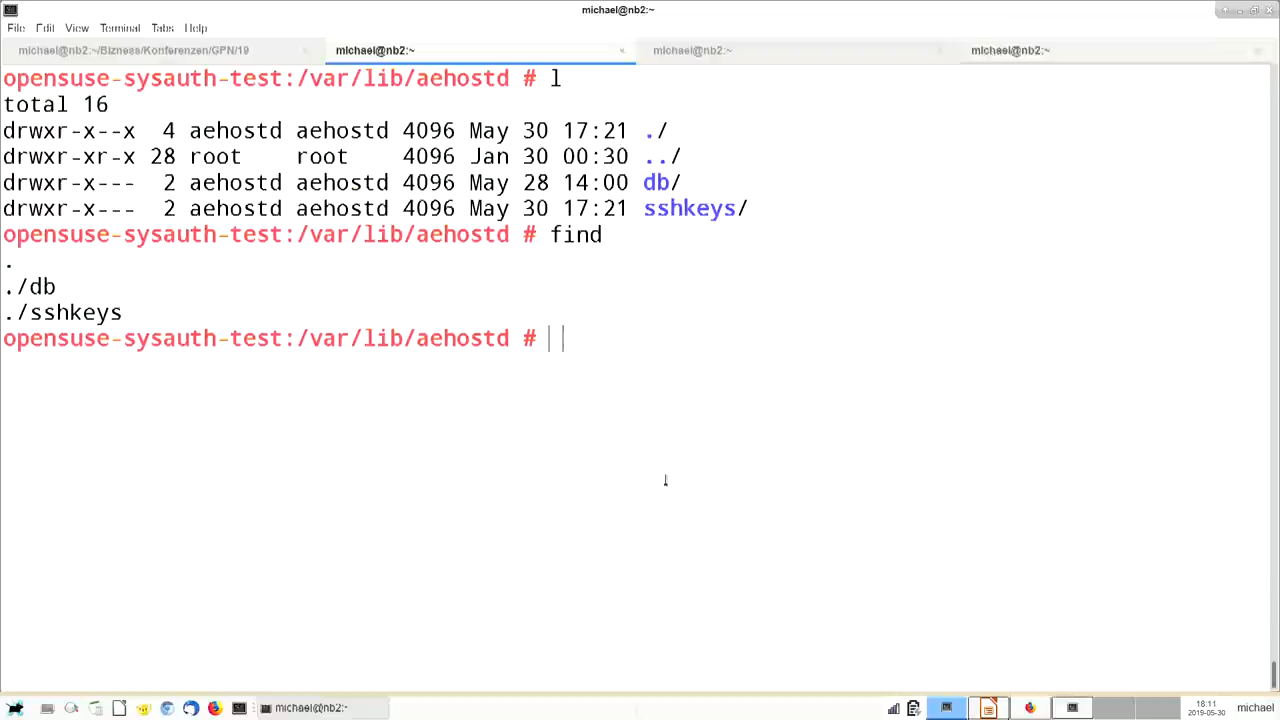 michael@nb2:~
File Edit View Terminal Tabs Help
michael@nb2:~/Bizness/Konferenzen/GPN/19 michael@nb2:~ michael@nb2:~ michael@nb2:~
opensuse-sysauth-test:/var/lib/aehostd # l
total 16
drwxr-x--x 4 aehostd aehostd 4096 May 30 17:21 ./
drwxr-xr-x 28 root root 4096 Jan 30 00:30 ../
drwxr-x--- 2 aehostd aehostd 4096 May 28 14:00 db/
drwxr-x--- 2 aehostd aehostd 4096 May 30 17:21 sshkeys/
opensuse-sysauth-test:/var/lib/aehostd # find
.
./db
./sshkeys
opensuse-sysauth-test:/var/lib/aehostd #
michael@nb2:~ 18:11 michael
2019-05-30